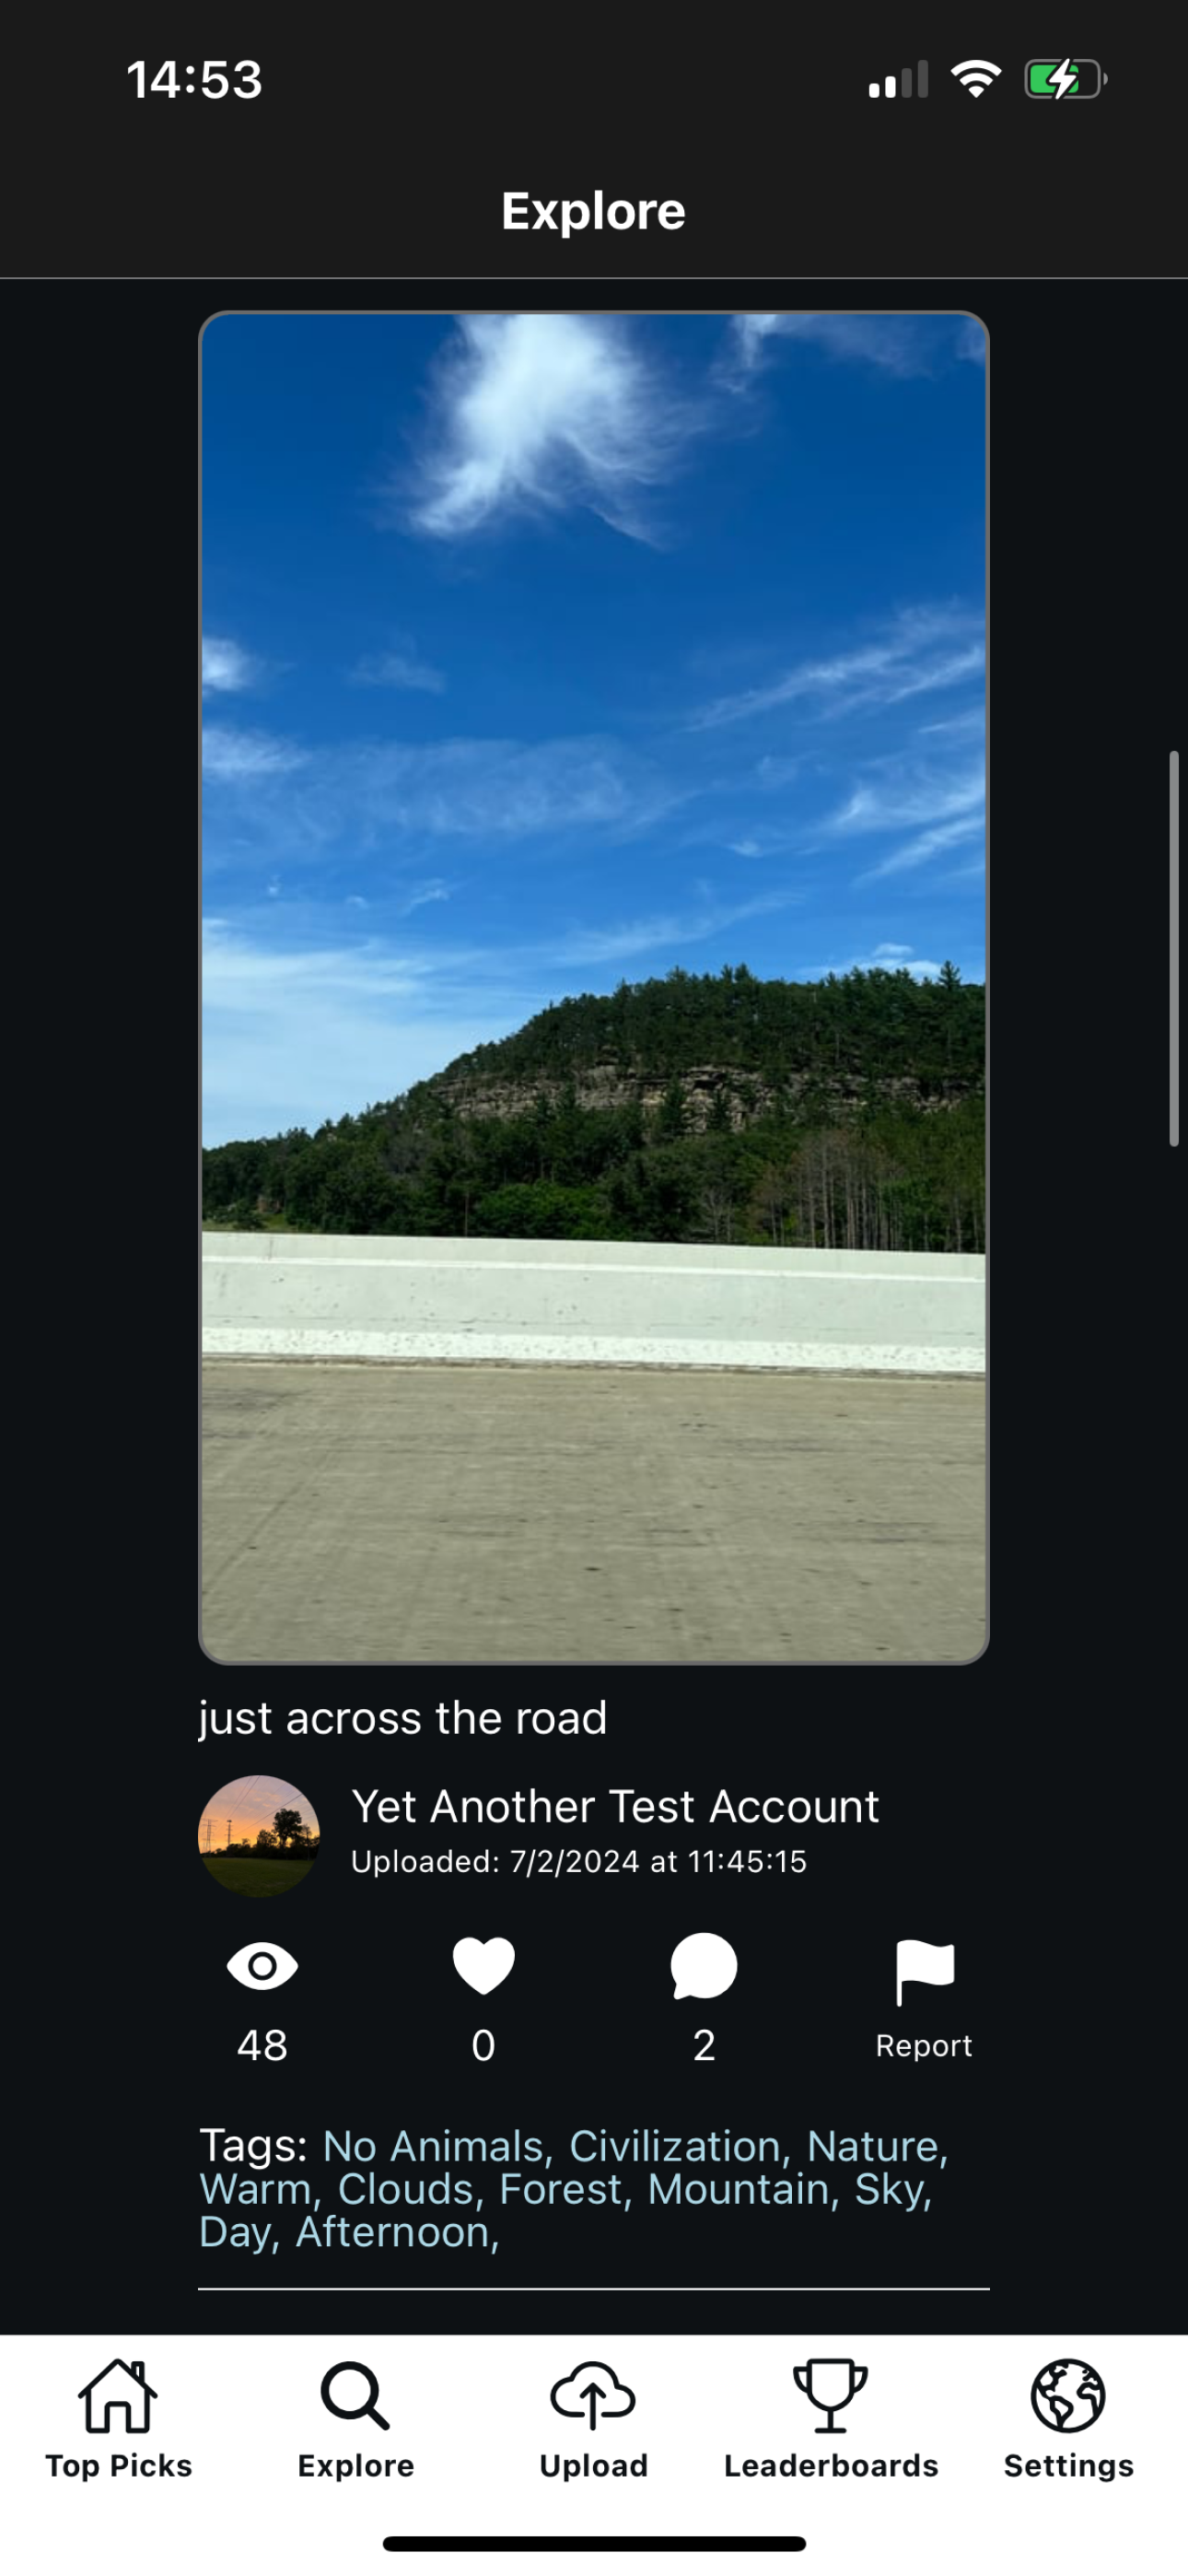 14:53
Explore
just across the road
Yet Another Test Account
Uploaded: 7/2/2024 at 11:45:15
48
0
2
Report
Tags: No Animals, Civilization, Nature,
Warm, Clouds, Forest, Mountain, Sky,
Day, Afternoon,
Top Picks
Explore
Upload
Leaderboards
Settings